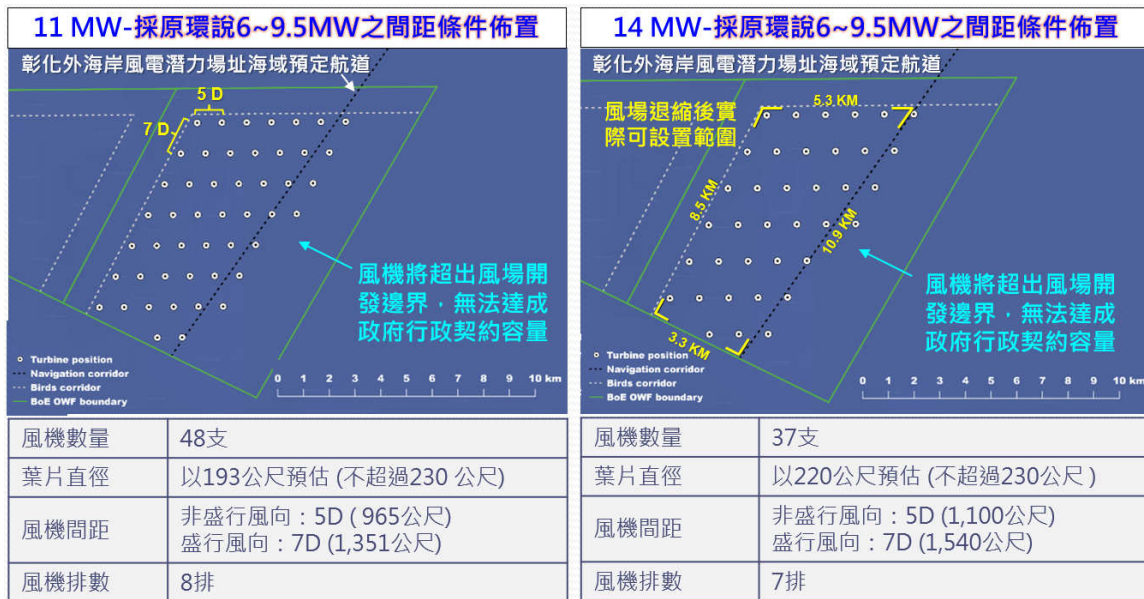 11 MW-採原環說6~9.5MW之間距條件佈置
彰化外海岸風電潛力場址海域預定航道
5 D
7 D
風機將超出風場開
發邊界，無法達成
政府行政契約容量
Turbine position
Navigation corridor
Birds corridor
BoE OWF boundary
0 1 2 3 4 5 6 7 8 9 10 km
風機數量 48支
葉片直徑 以193公尺預估 (不超過230 公尺)
風機間距 非盛行風向：5D ( 965公尺)
盛行風向：7D (1,351公尺)
風機排數 8排
14 MW-採原環說6~9.5MW之間距條件佈置
彰化外海岸風電潛力場址海域預定航道
風場退縮後實
際可設置範圍
5.3 KM
8.5 KM
10.9 KM
3.3 KM
風機將超出風場開
發邊界，無法達成
政府行政契約容量
Turbine position
Navigation corridor
Birds corridor
BoE OWF boundary
0 1 2 3 4 5 6 7 8 9 10 km
風機數量 37支
葉片直徑 以220公尺預估 (不超過230公尺 )
風機間距 非盛行風向：5D (1,100公尺)
盛行風向：7D (1,540公尺)
風機排數 7排